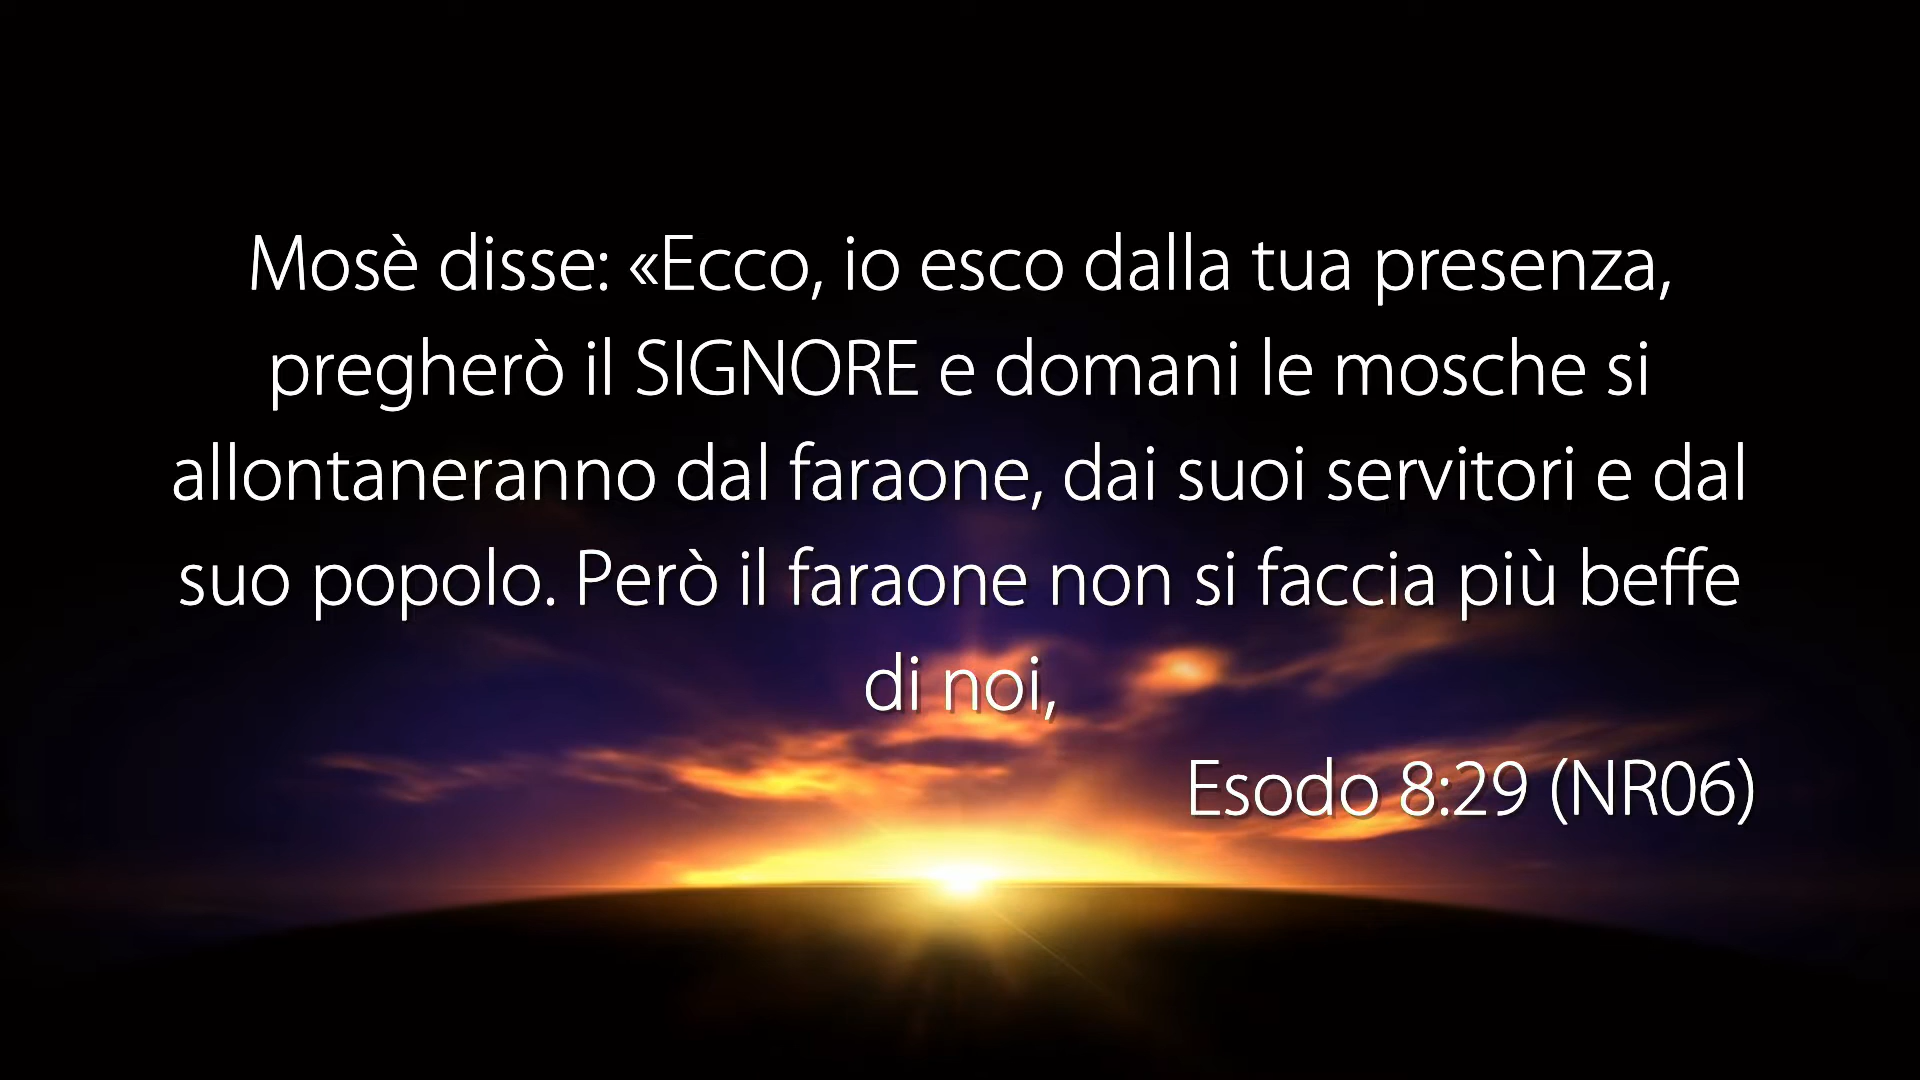 Mosè disse: «Ecco, io esco dalla tua presenza,
pregherò il SIGNORE e domani le mosche si
allontaneranno dal faraone, dai suoi servitori e dal
suo popolo. Però il faraone non si faccia più beffe
di noi,
Esodo 8:29 (NR06)